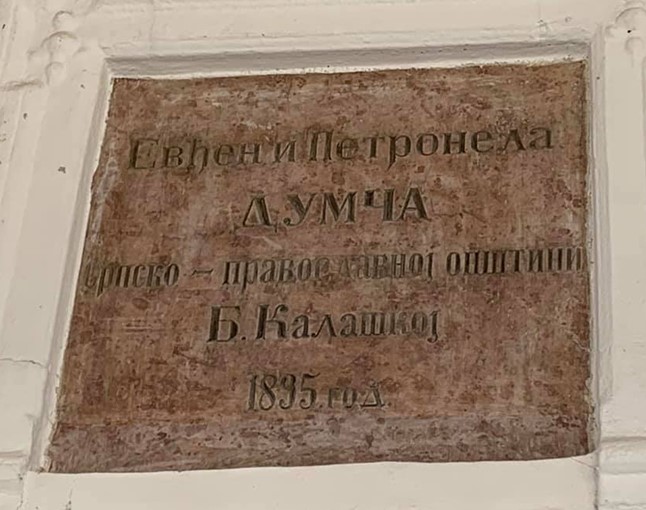 Евђен и Петронела
ДУМЧА
српско – православној општини
Б. Калашкој
1895. год.